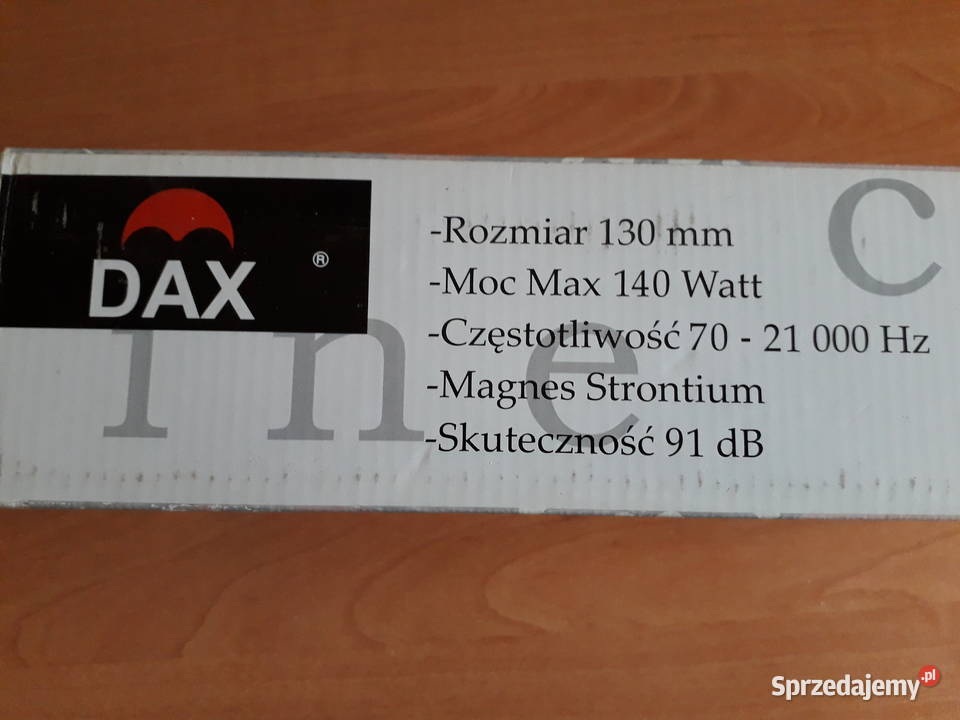 DAX ®
-Rozmiar 130 mm
-Moc Max 140 Watt
-Częstotliwość 70 - 21 000 Hz
-Magnes Strontium
-Skuteczność 91 dB
i n e c
Sprzedajemy.pl